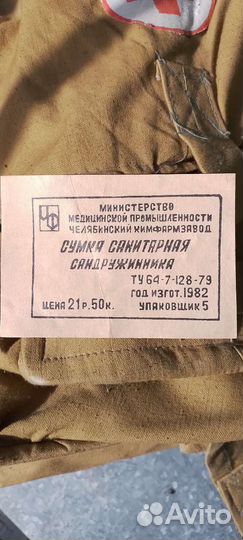 МИНИСТЕРСТВО
МЕДИЦИНСКОЙ ПРОМЫШЛЕННОСТИ
ЧЕЛЯБИНСКИЙ ХИМФАРМЗАВОД
СУМКА САНИТАРНАЯ
САНДРУЖИННИКА
ТУ 64-7-128-79
ГОД ИЗГОТ. 1982
ЦЕНА 21 Р. 50 К. УПАКОВЩИК 5
Avito